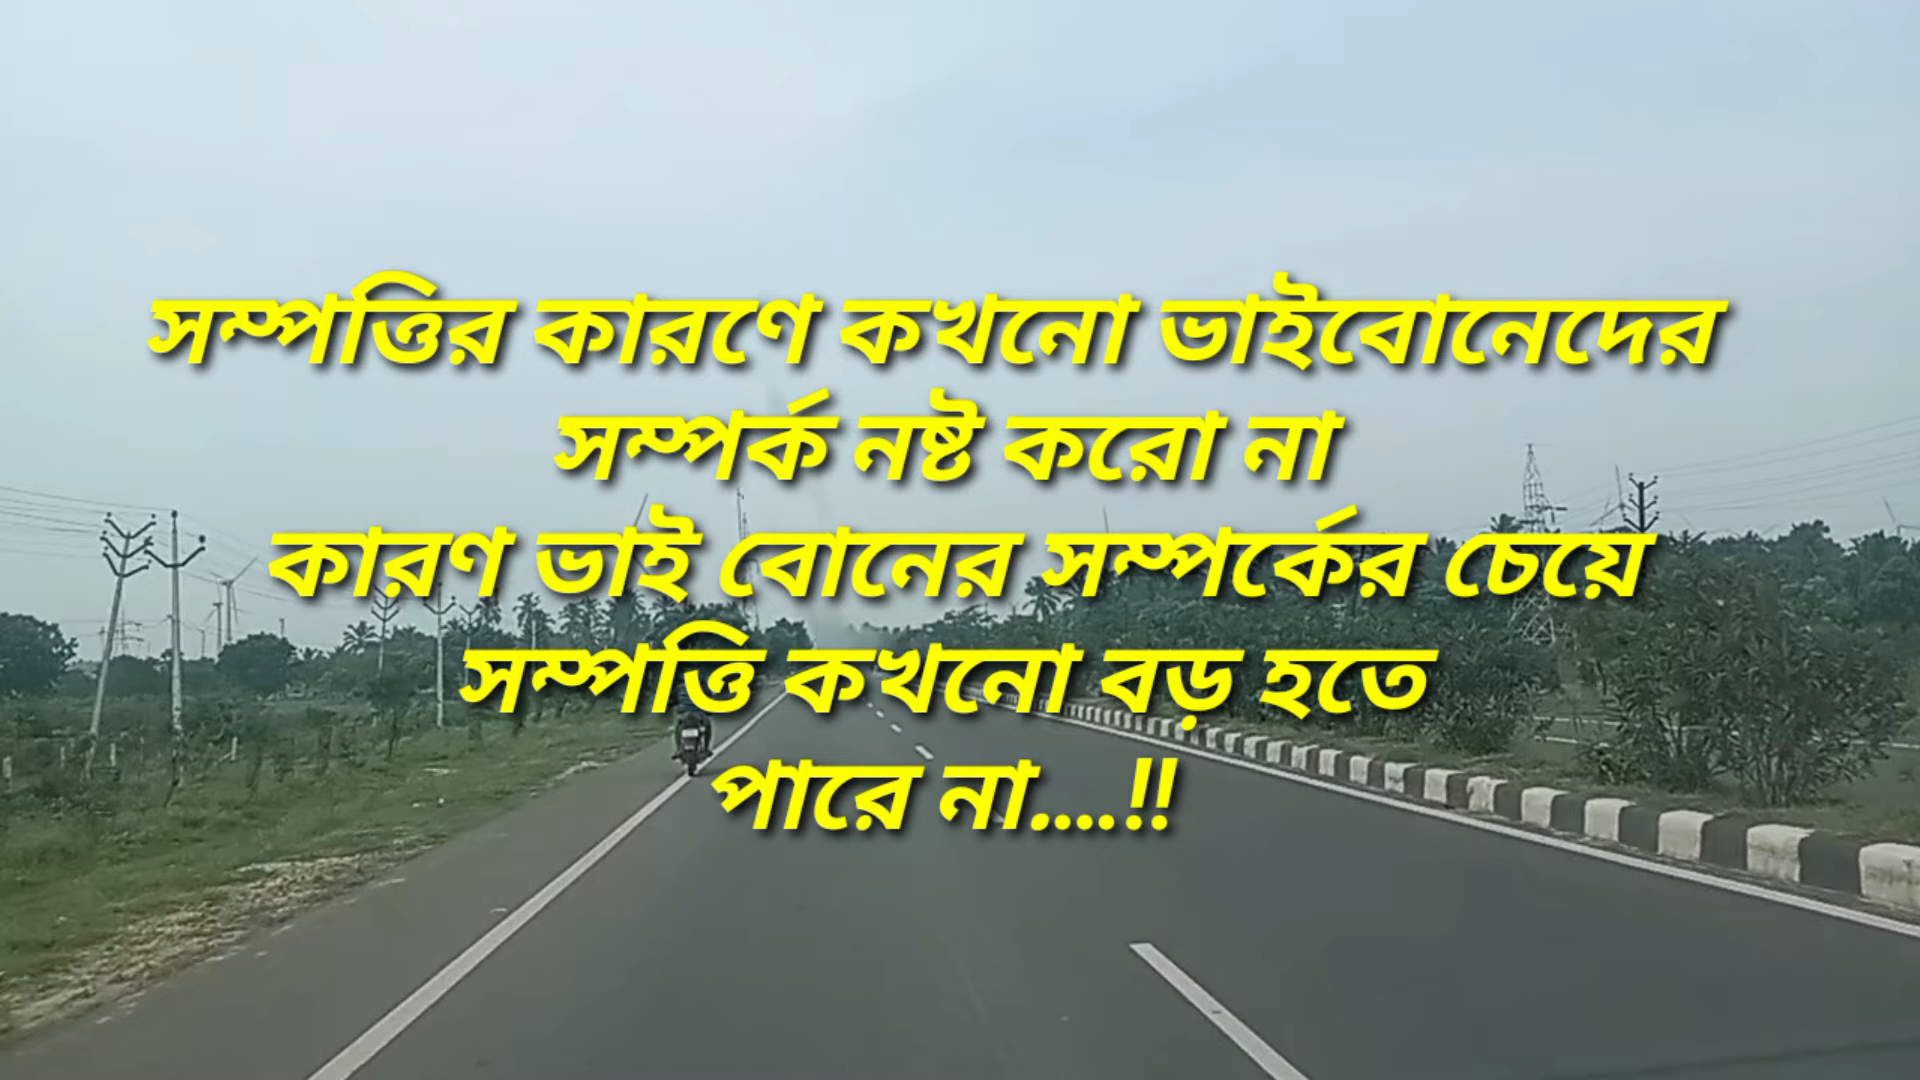 সম্পত্তির কারণে কখনো ভাইবোনেদের
সম্পর্ক নষ্ট করো না
কারণ ভাই বোনের সম্পর্কের চেয়ে
সম্পত্তি কখনো বড় হতে
পারে না....!!